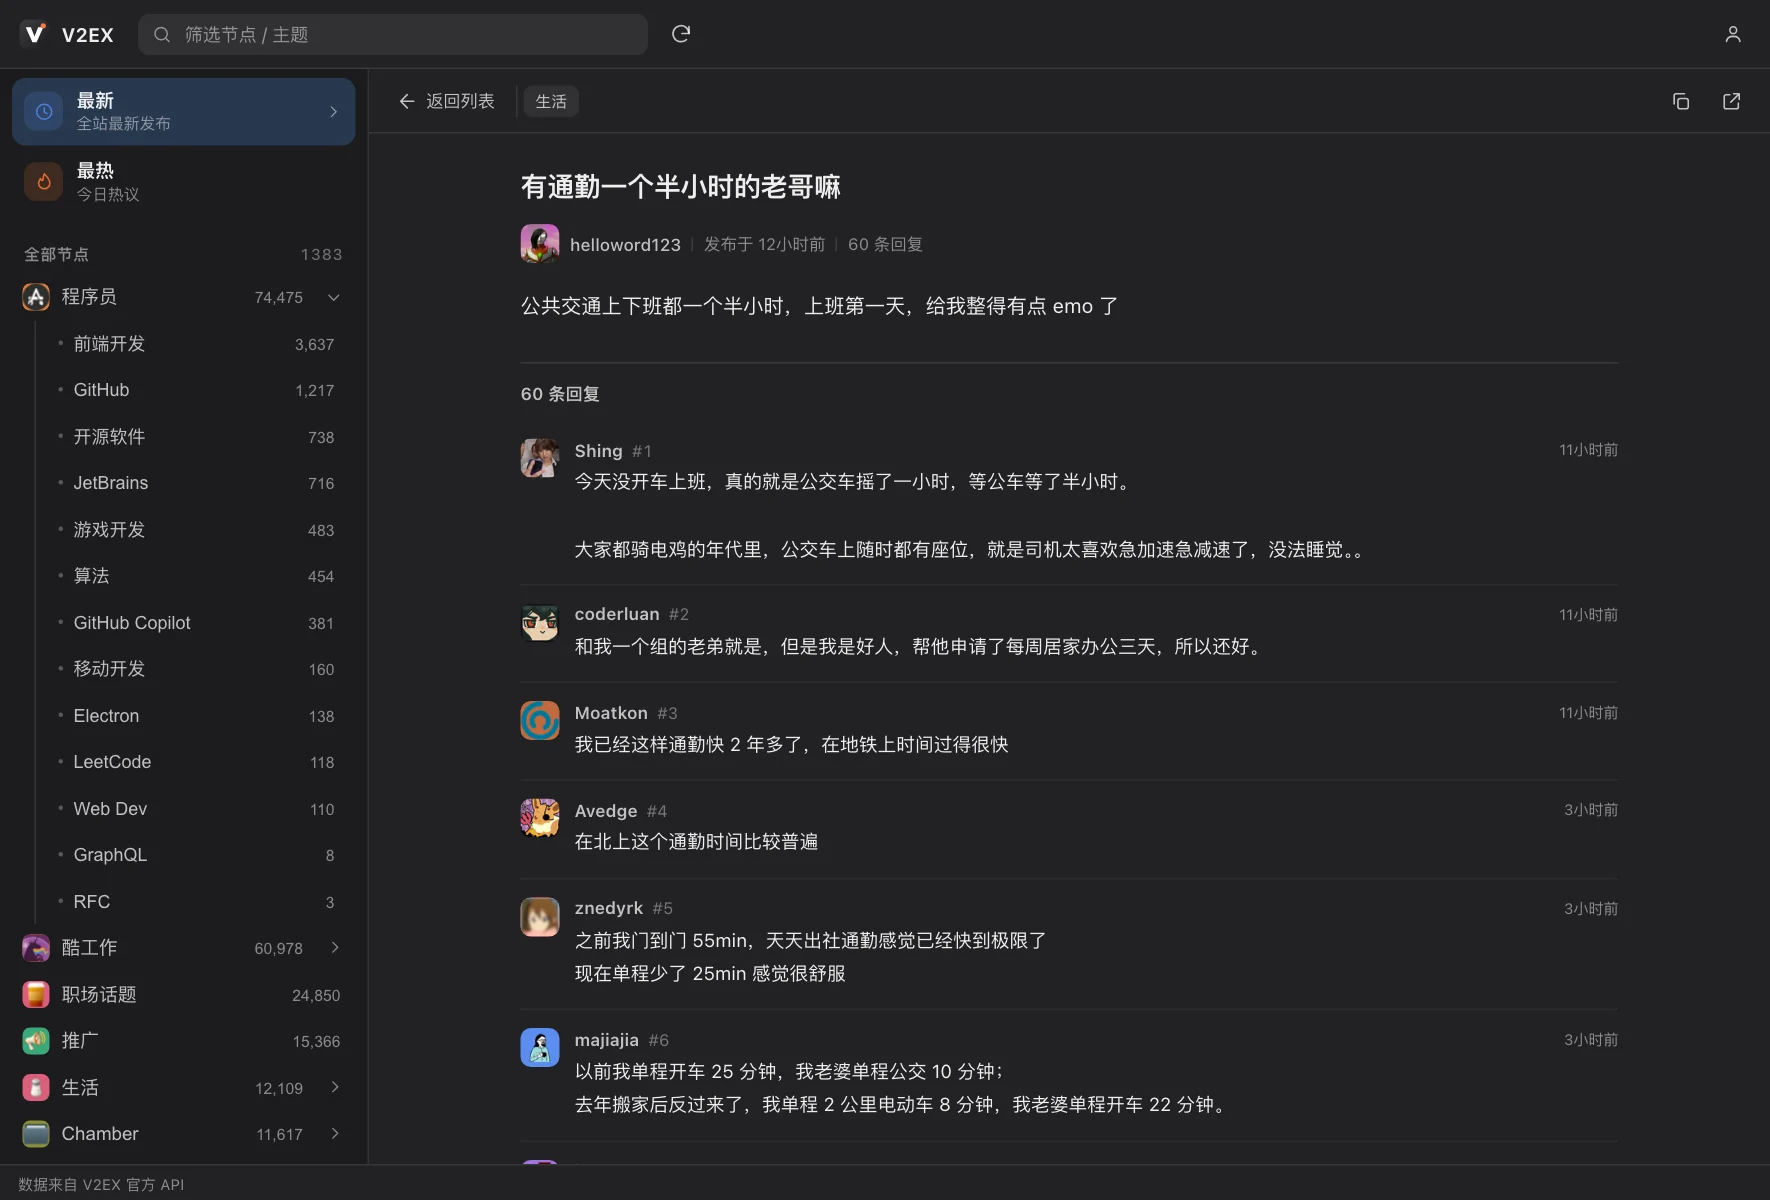 V2EX
筛选节点 / 主题
最新
全站最新发布
最热
今日热议
全部节点 1383
程序员 74,475
前端开发 3,637
GitHub 1,217
开源软件 738
JetBrains 716
游戏开发 483
算法 454
GitHub Copilot 381
移动开发 160
Electron 138
LeetCode 118
Web Dev 110
GraphQL 8
RFC 3
酷工作 60,978
职场话题 24,850
推广 15,366
生活 12,109
Chamber 11,617
返回列表 生活
有通勤一个半小时的老哥嘛
helloword123 发布于 12小时前 60 条回复
公共交通上下班都一个半小时，上班第一天，给我整得有点 emo 了
60 条回复
Shing #1 11小时前
今天没开车上班，真的就是公交车摇了一小时，等公车等了半小时。
大家都骑电鸡的年代里，公交车上随时都有座位，就是司机太喜欢急加速急减速了，没法睡觉。。
coderluan #2 11小时前
和我一个组的老弟就是，但是我是好人，帮他申请了每周居家办公三天，所以还好。
Moatkon #3 11小时前
我已经这样通勤快 2 年多了，在地铁上时间过得很快
Avedge #4 3小时前
在北上这个通勤时间比较普遍
znedyrk #5 3小时前
之前我门到门 55min，天天出社通勤感觉已经快到极限了
现在单程少了 25min 感觉很舒服
majiajia #6 3小时前
以前我单程开车 25 分钟，我老婆单程公交 10 分钟；
去年搬家后反过来了，我单程 2 公里电动车 8 分钟，我老婆单程开车 22 分钟。
数据来自 V2EX 官方 API